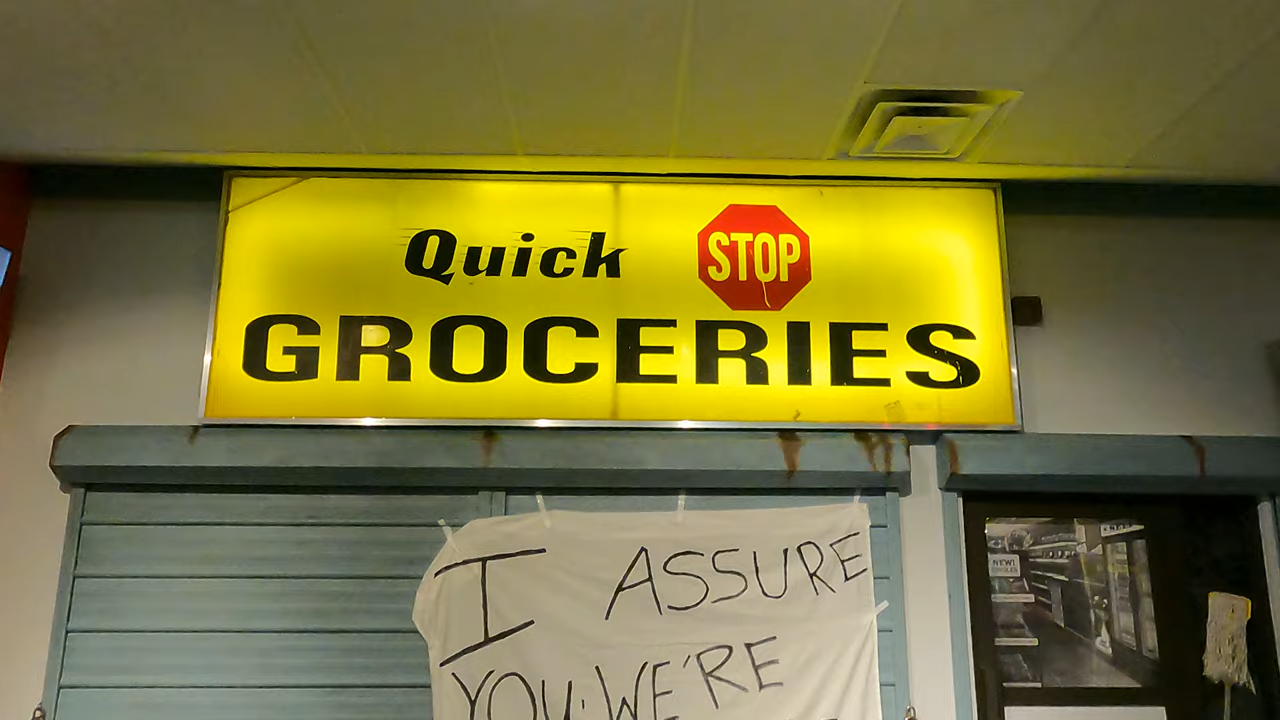 Quick STOP
GROCERIES
I ASSURE
YOU; WE'RE
NEW!